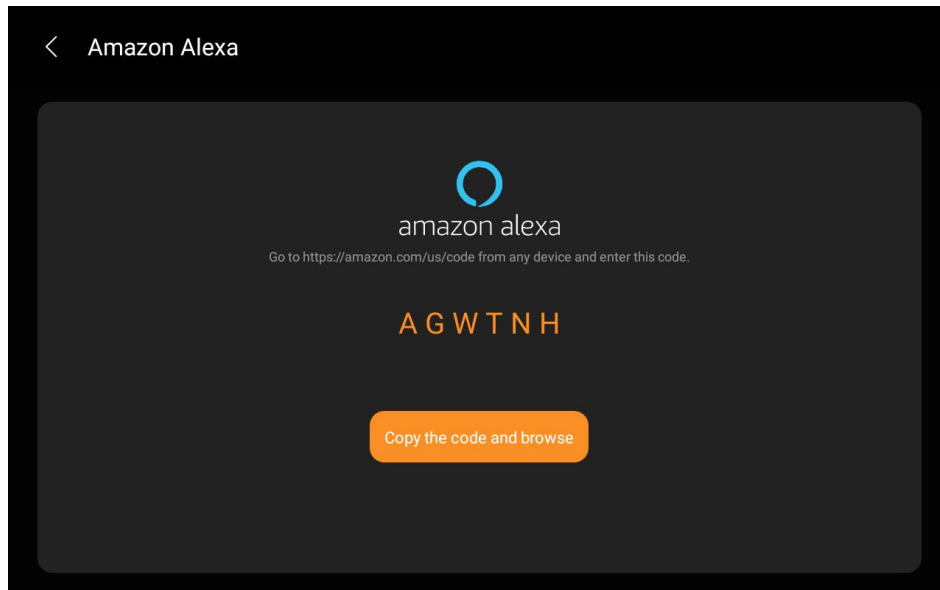 Amazon Alexa
amazon alexa
Go to https://amazon.com/us/code from any device and enter this code.
A G W T N H
Copy the code and browse